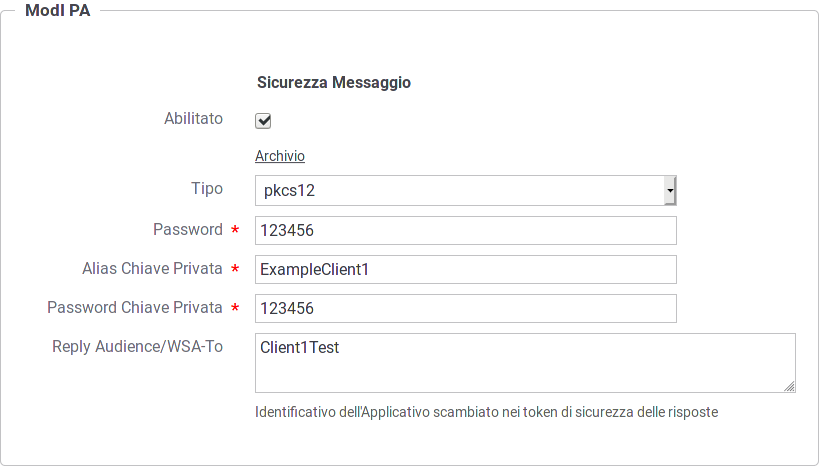 ModI PA
Sicurezza Messaggio
Abilitato
Archivio
Tipo pkcs12
Password * 123456
Alias Chiave Privata * ExampleClient1
Password Chiave Privata * 123456
Reply Audience/WSA-To Client1Test
Identificativo dell'Applicativo scambiato nei token di sicurezza delle risposte